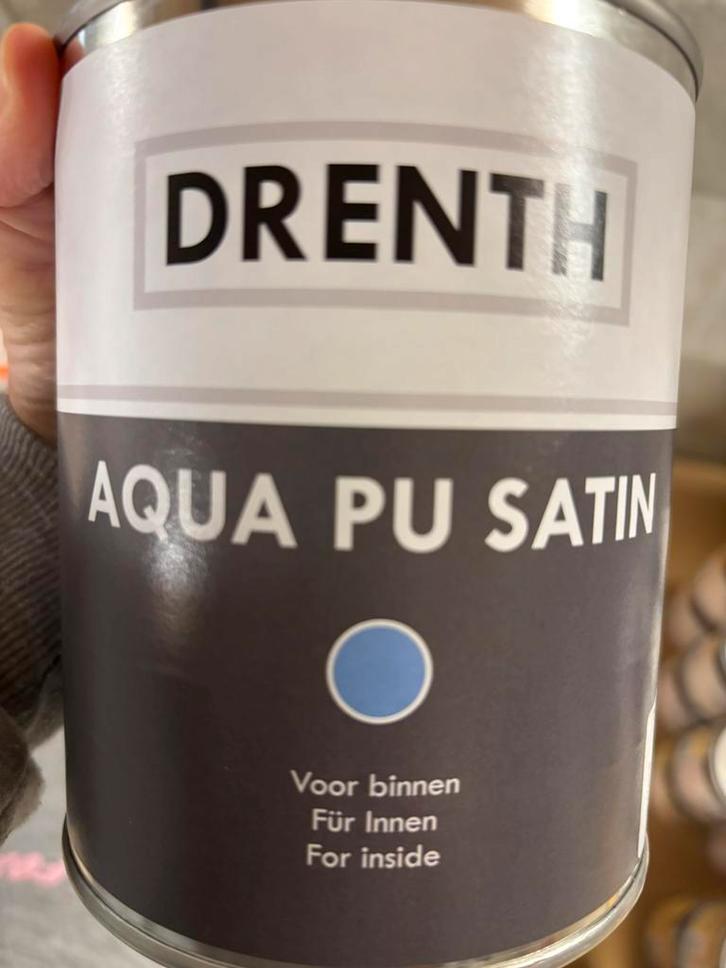 DRENTH
AQUA PU SATIN
Voor binnen
Für Innen
For inside